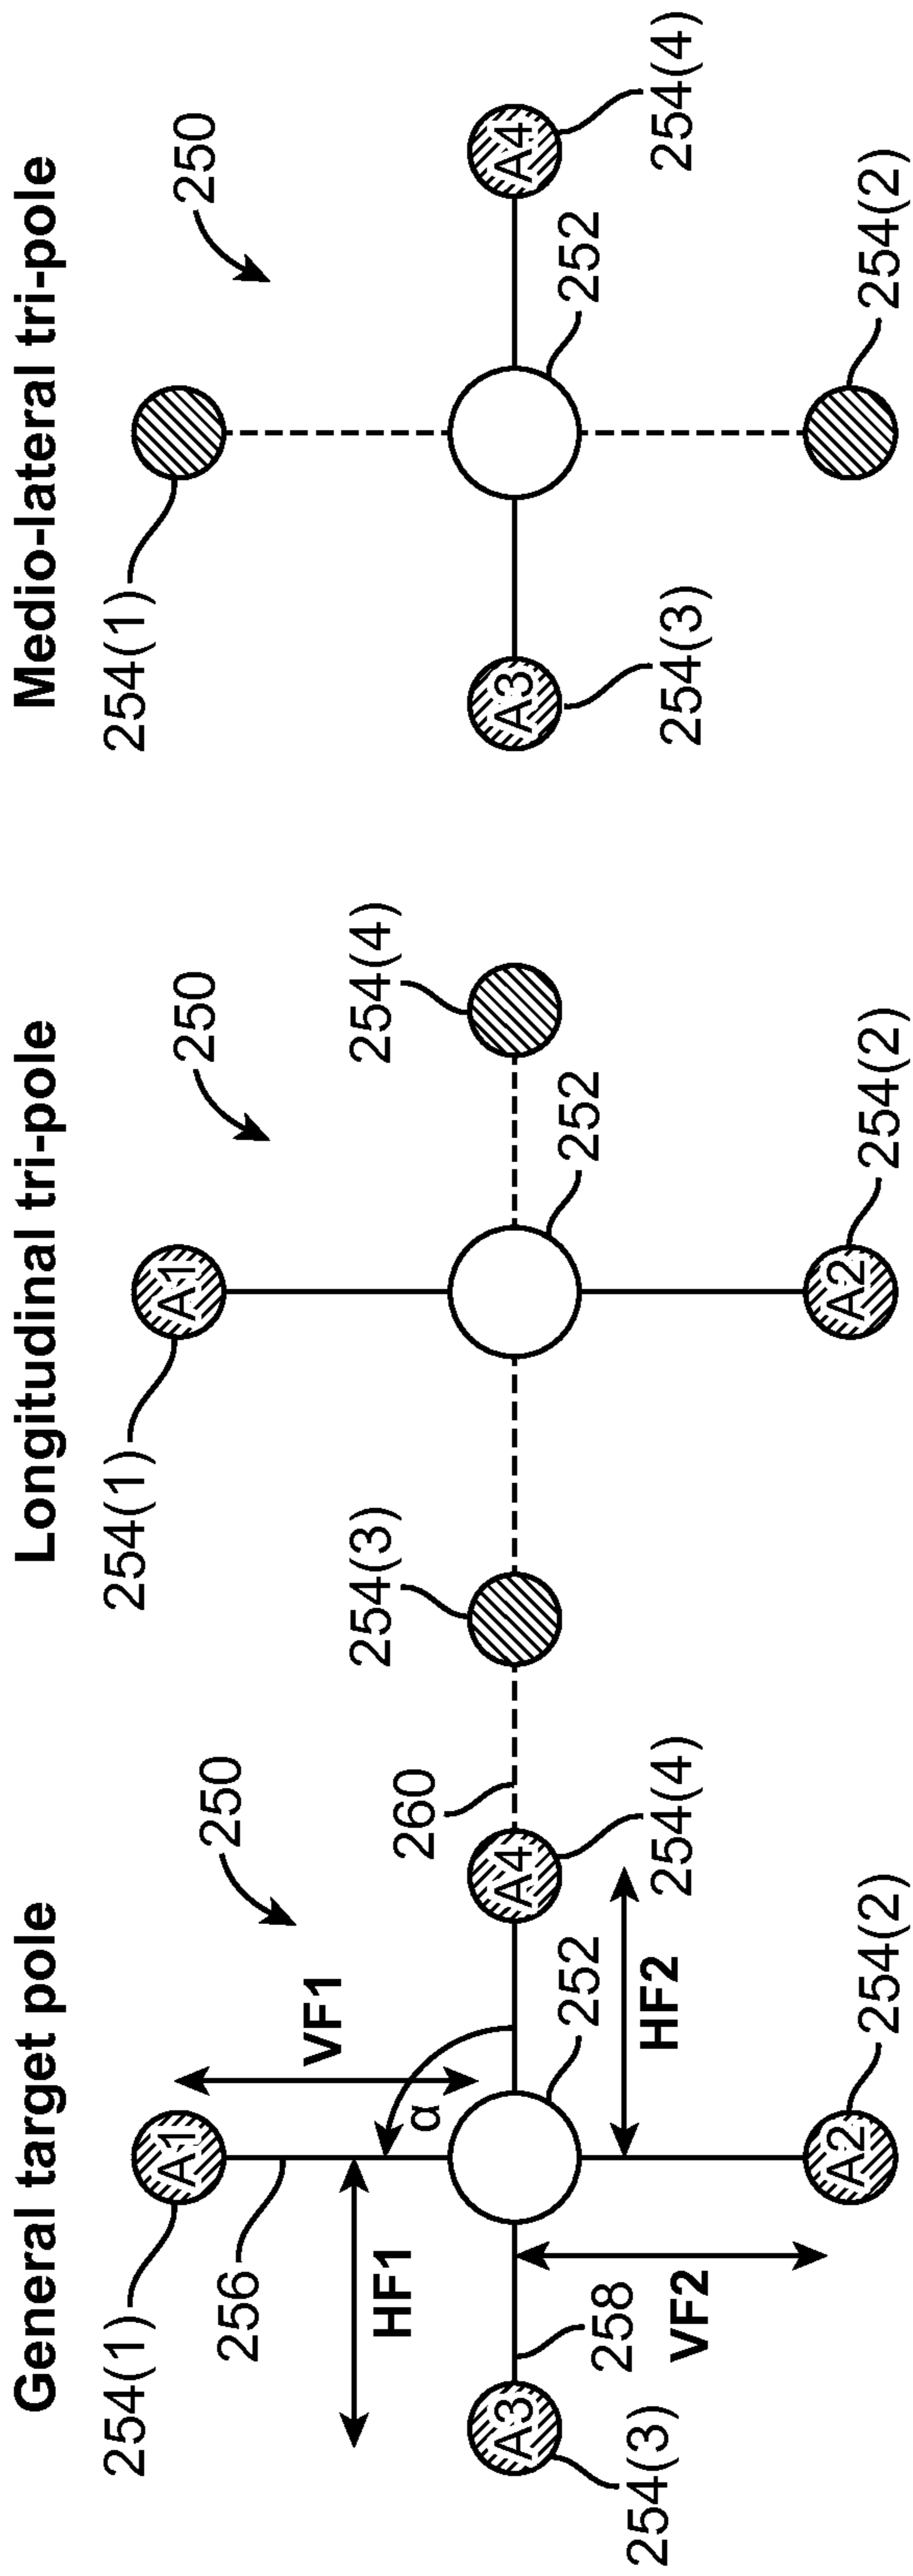 General target pole
254(1)
A1
250
VF1
256
HF1
α
260
A3
A4
252
258
254(3)
254(4)
HF2
VF2
A2
254(2)
Longitudinal tri-pole
254(1)
A1
250
254(3)
254(4)
252
A2
254(2)
Medio-lateral tri-pole
254(1)
250
A3
A4
252
254(3)
254(4)
254(2)